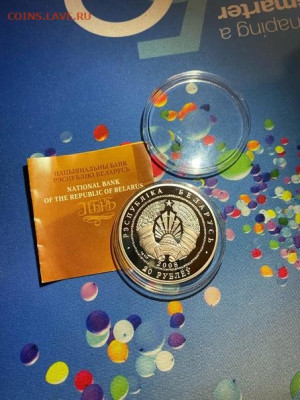 COINS.LAVE.RU
haping a
smarter
НАЦЫЯНАЛЬНЫ БАНК
РЭСПУБЛІКІ БЕЛАРУСЬ
NATIONAL BANK
OF THE REPUBLIC OF BELARUS
РЭСПУБЛІКА БЕЛАРУСЬ
2008
20 РУБЛЁЎ